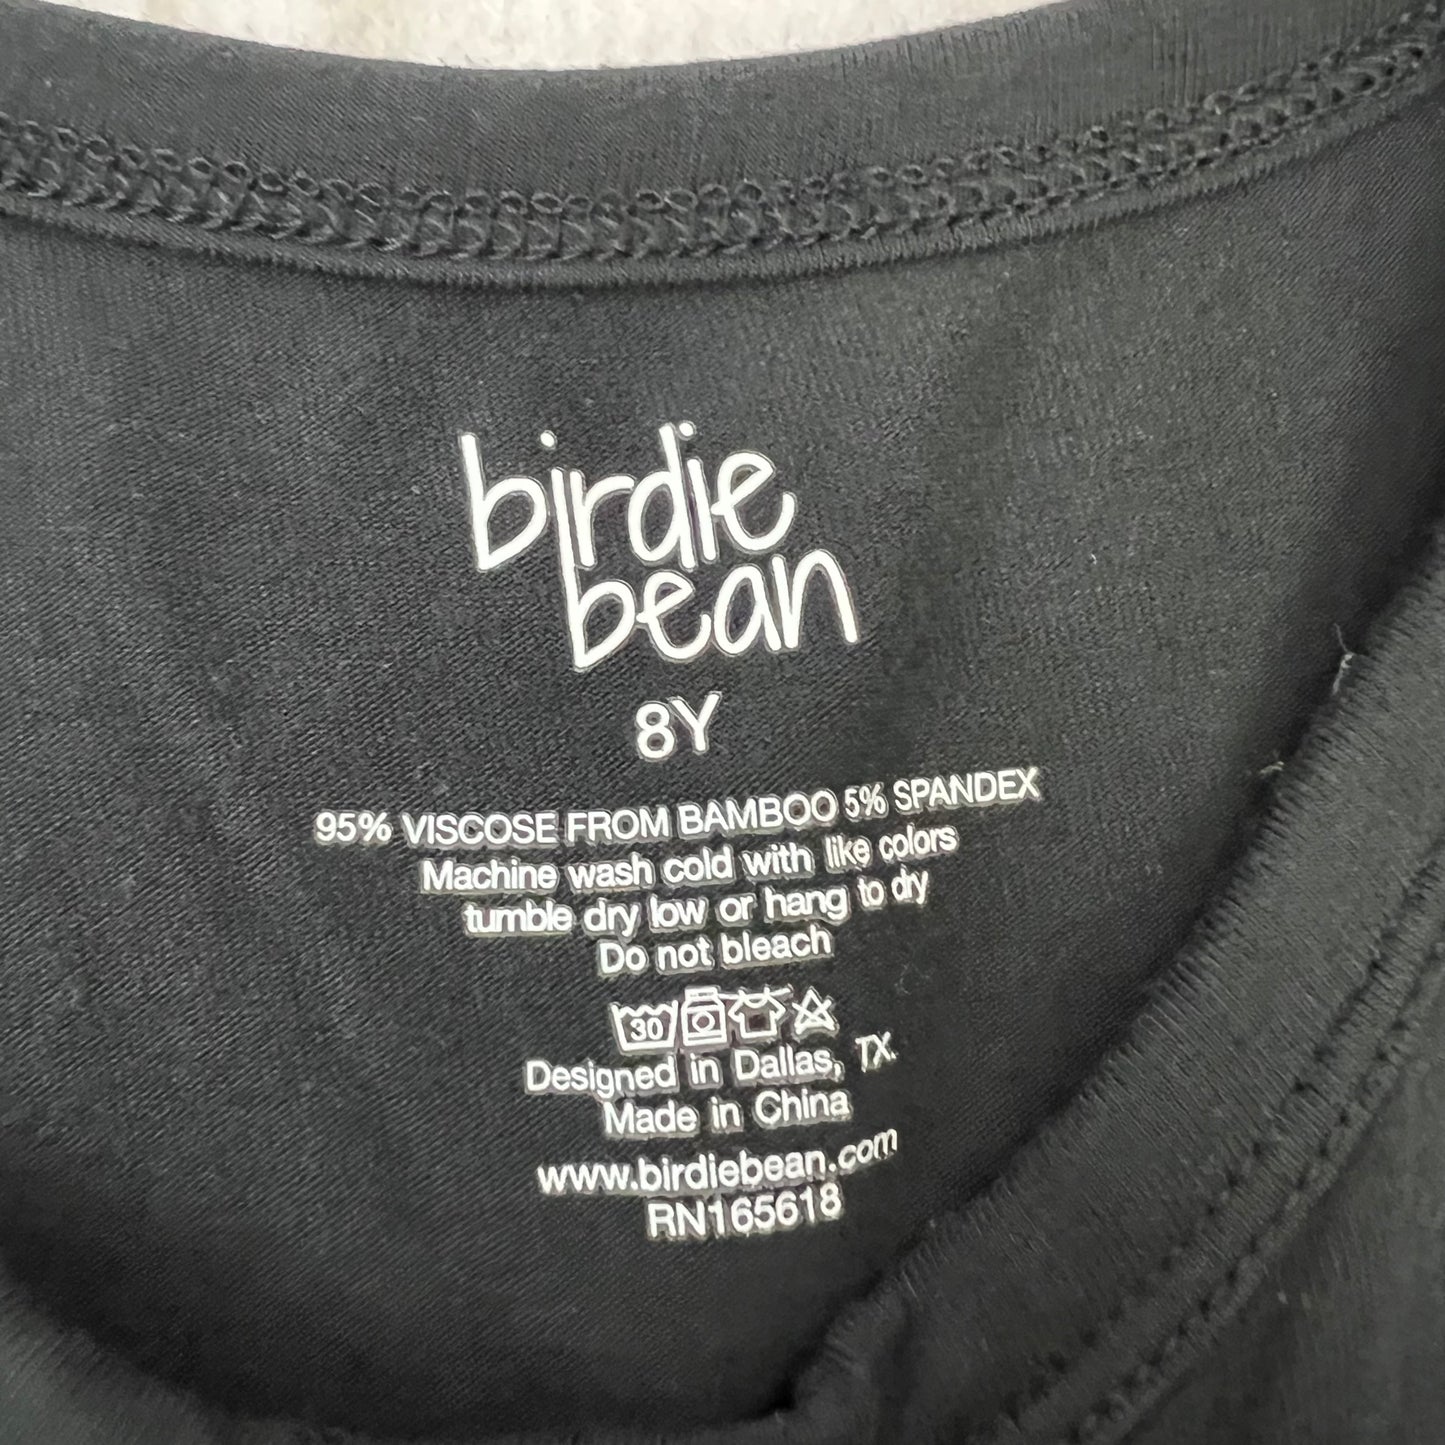 birdie
bean
8Y
95% VISCOSE FROM BAMBOO 5% SPANDEX
Machine wash cold with like colors
tumble dry low or hang to dry
Do not bleach
30
Designed in Dallas, TX.
Made in China
www.birdiebean.com
RN165618